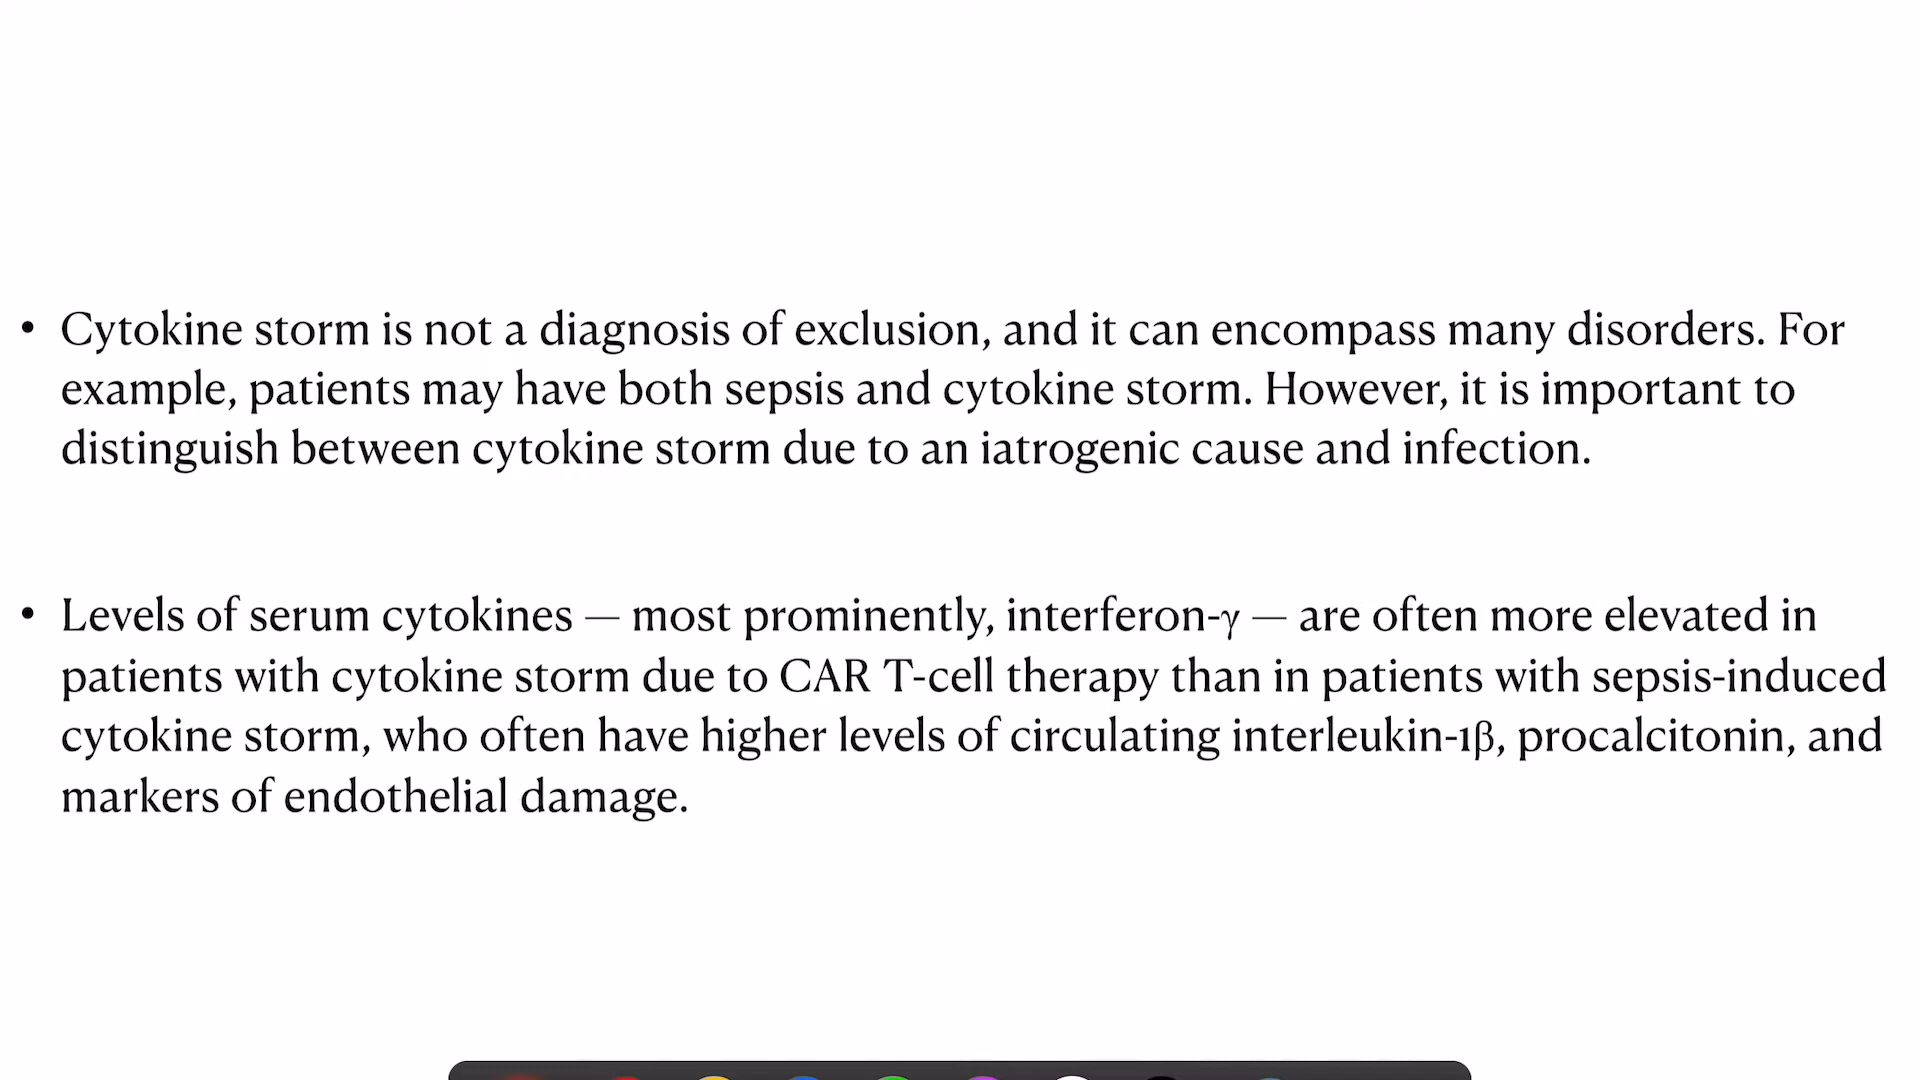 • Cytokine storm is not a diagnosis of exclusion, and it can encompass many disorders. For
example, patients may have both sepsis and cytokine storm. However, it is important to
distinguish between cytokine storm due to an iatrogenic cause and infection.
• Levels of serum cytokines — most prominently, interferon-γ — are often more elevated in
patients with cytokine storm due to CAR T-cell therapy than in patients with sepsis-induced
cytokine storm, who often have higher levels of circulating interleukin-1β, procalcitonin, and
markers of endothelial damage.